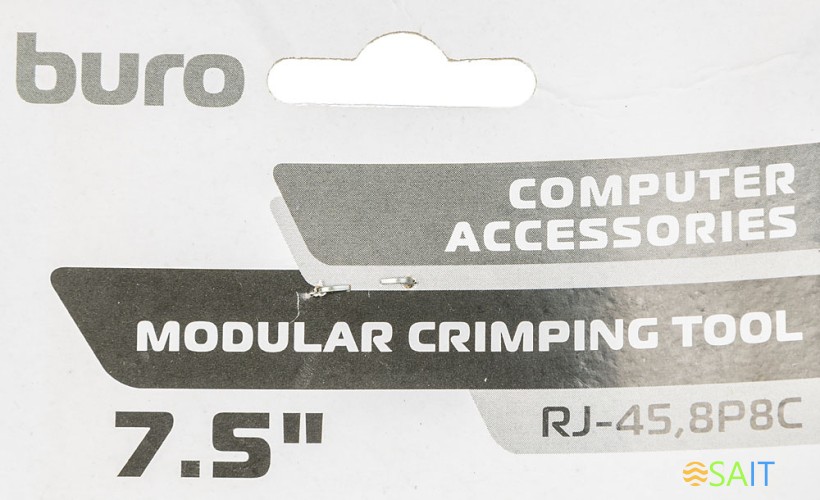 buro
COMPUTER
ACCESSORIES
MODULAR CRIMPING TOOL
7.5"
RJ-45,8P8C
SAIT